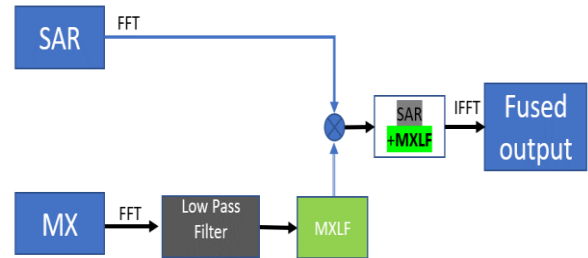 SAR
FFT
SAR
+MXLF
IFFT
Fused
output
MX
FFT
Low Pass
Filter
MXLF